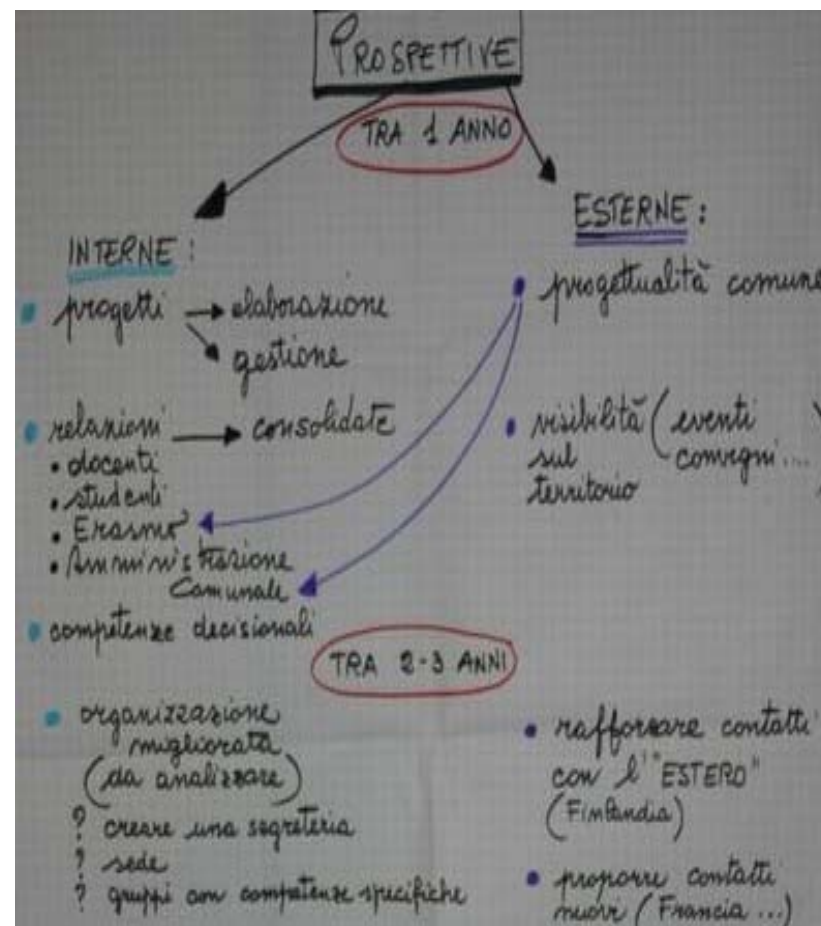 PROSPETTIVE
TRA 1 ANNO
INTERNE:
progetti → elaborazione
gestione
relazioni → consolidate
• docenti
• studenti
• Erasmo
• Amministrazione
Comunale
competenze decisionali
ESTERNE:
progettualità comune
visibilità (eventi
sul convegni...)
territorio
TRA 2-3 ANNI
organizzazione
migliorata
(da analizzare)
? creare una segreteria
? sede
? gruppi con competenze specifiche
rafforzare contatti
con l'"ESTERO"
(Finlandia)
proporre contatti
nuovi (Francia ...)